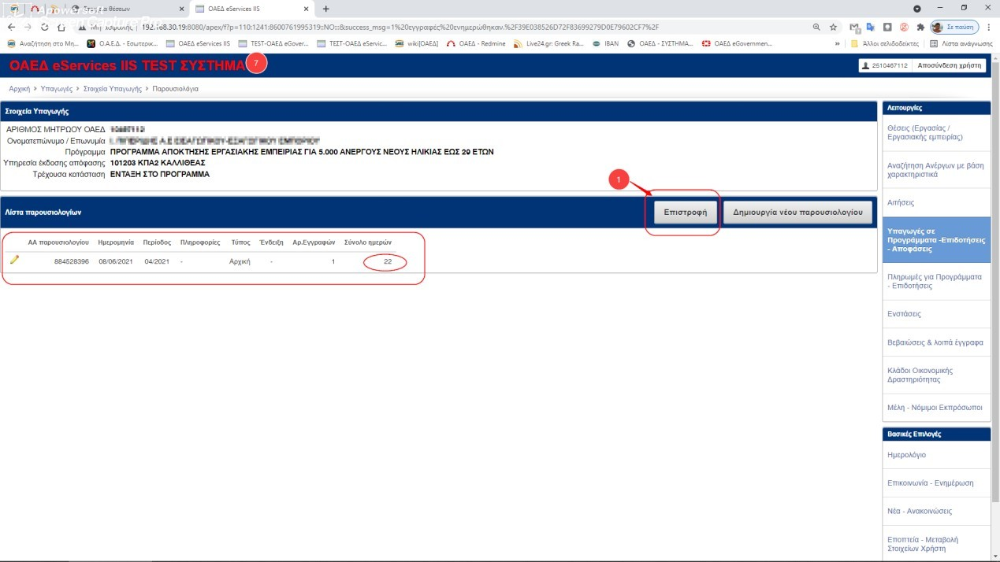 Apowersoft
Screen Capture Pro
θέσεων
ΟΑΕΔ eServices IIS
192.168.30.19:8080/apex/f?p=110:1241:8600761995319::NO:::&success_msg=1%20εγγραφές%20ενημερώθηκαν.%2F39E038526D72F83699279D0E79602CF7%2F
Σε παύση
Αναζήτηση στο Μη...
Ο.Α.Ε.Δ. - Εσωτερικ...
ΟΑΕΔ eServices IIS
TEST-ΟΑΕΔ eGover...
TEST-ΟΑΕΔ eServic...
wiki[ΟΑΕΔ]
ΟΑΕΔ - Redmine
Live24.gr: Greek Ra...
IBAN
ΟΑΕΔ - ΣΥΣΤΗΜΑ...
ΟΑΕΔ eGovernmen...
»
Άλλοι σελιδοδείκτες
Λίστα ανάγνωσης
ΟΑΕΔ eServices IIS TEST ΣΥΣΤΗΜΑ
7
2510467112
Αποσύνδεση χρήστη
Αρχική > Υπαγωγές > Στοιχεία Υπαγωγής > Παρουσιολόγια
Στοιχεία Υπαγωγής
ΑΡΙΘΜΟΣ ΜΗΤΡΩΟΥ ΟΑΕΔ
Ονοματεπώνυμο / Επωνυμία
Πρόγραμμα ΠΡΟΓΡΑΜΜΑ ΑΠΟΚΤΗΣΗΣ ΕΡΓΑΣΙΑΚΗΣ ΕΜΠΕΙΡΙΑΣ ΓΙΑ 5.000 ΑΝΕΡΓΟΥΣ ΝΕΟΥΣ ΗΛΙΚΙΑΣ ΕΩΣ 29 ΕΤΩΝ
Υπηρεσία έκδοσης απόφασης 101203 ΚΠΑ2 ΚΑΛΛΙΘΕΑΣ
Τρέχουσα κατάσταση ΕΝΤΑΞΗ ΣΤΟ ΠΡΟΓΡΑΜΜΑ
1
Λίστα παρουσιολογίων
Επιστροφή
Δημιουργία νέου παρουσιολογίου
ΑΑ παρουσιολογίου Ημερομηνία Περίοδος Πληροφορίες Τύπος Ένδειξη Αρ.Εγγραφών Σύνολο ημερών
884528396 08/06/2021 04/2021 - Αρχική - 1 22
Λειτουργίες
Θέσεις (Εργασίας /
Εργασιακής εμπειρίας)
Αναζήτηση Ανέργων με βάση
χαρακτηριστικά
Αιτήσεις
Υπαγωγές σε
Προγράμματα -Επιδοτήσεις
- Αποφάσεις
Πληρωμές για Προγράμματα
- Επιδοτήσεις
Ενστάσεις
Βεβαιώσεις & λοιπά έγγραφα
Κλάδοι Οικονομικής
Δραστηριότητας
Μέλη - Νόμιμοι Εκπρόσωποι
Βασικές Επιλογές
Ημερολόγιο
Επικοινωνία - Ενημέρωση
Νέα - Ανακοινώσεις
Εποπτεία - Μεταβολή
Στοιχείων Χρήστη